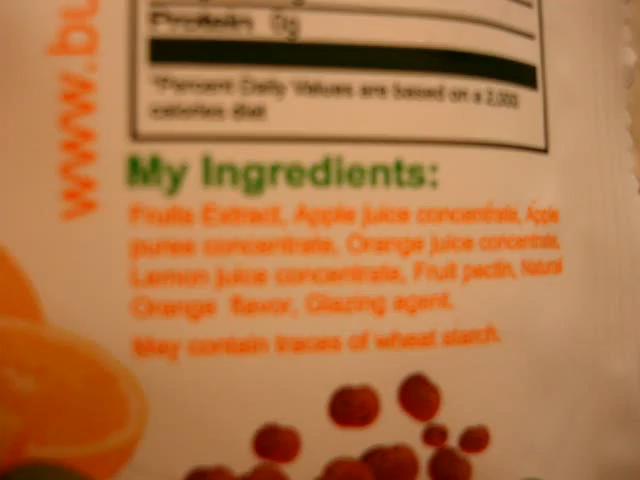 Protein 0g
*Percent Daily Values are based on a 2,000
calories diet
www.bu
My Ingredients:
Fruits Extract, Apple juice concentrate, Apple
puree concentrate, Orange juice concentrate,
Lemon juice concentrate, Fruit pectin, Natural
Orange flavor, Glazing agent.
May contain traces of wheat starch.